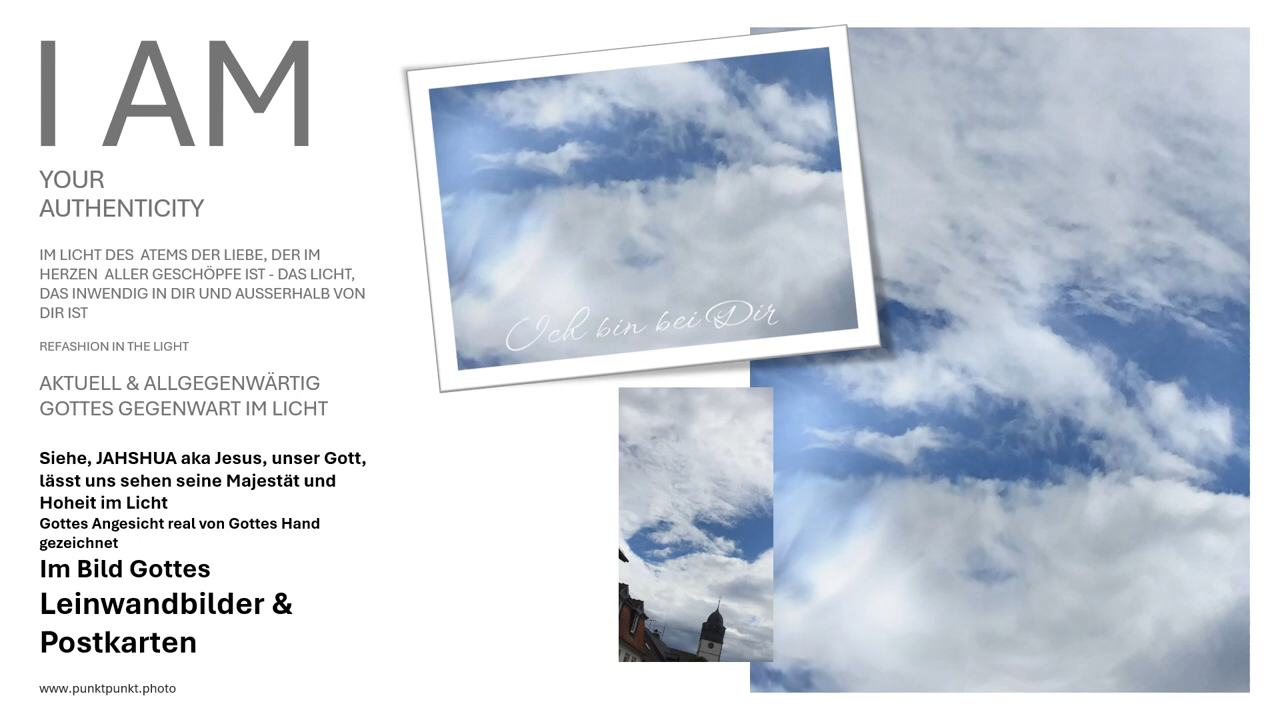 I AM
YOUR
AUTHENTICITY
IM LICHT DES  ATEMS DER LIEBE, DER IM
HERZEN  ALLER GESCHÖPFE IST - DAS LICHT,
DAS INWENDIG IN DIR UND AUSSERHALB VON
DIR IST
REFASHION IN THE LIGHT
AKTUELL & ALLGEGENWÄRTIG
GOTTES GEGENWART IM LICHT
Siehe, JAHSHUA aka Jesus, unser Gott,
lässt uns sehen seine Majestät und
Hoheit im Licht
Gottes Angesicht real von Gottes Hand
gezeichnet
Im Bild Gottes
Leinwandbilder &
Postkarten
www.punktpunkt.photo
Ich bin bei Dir